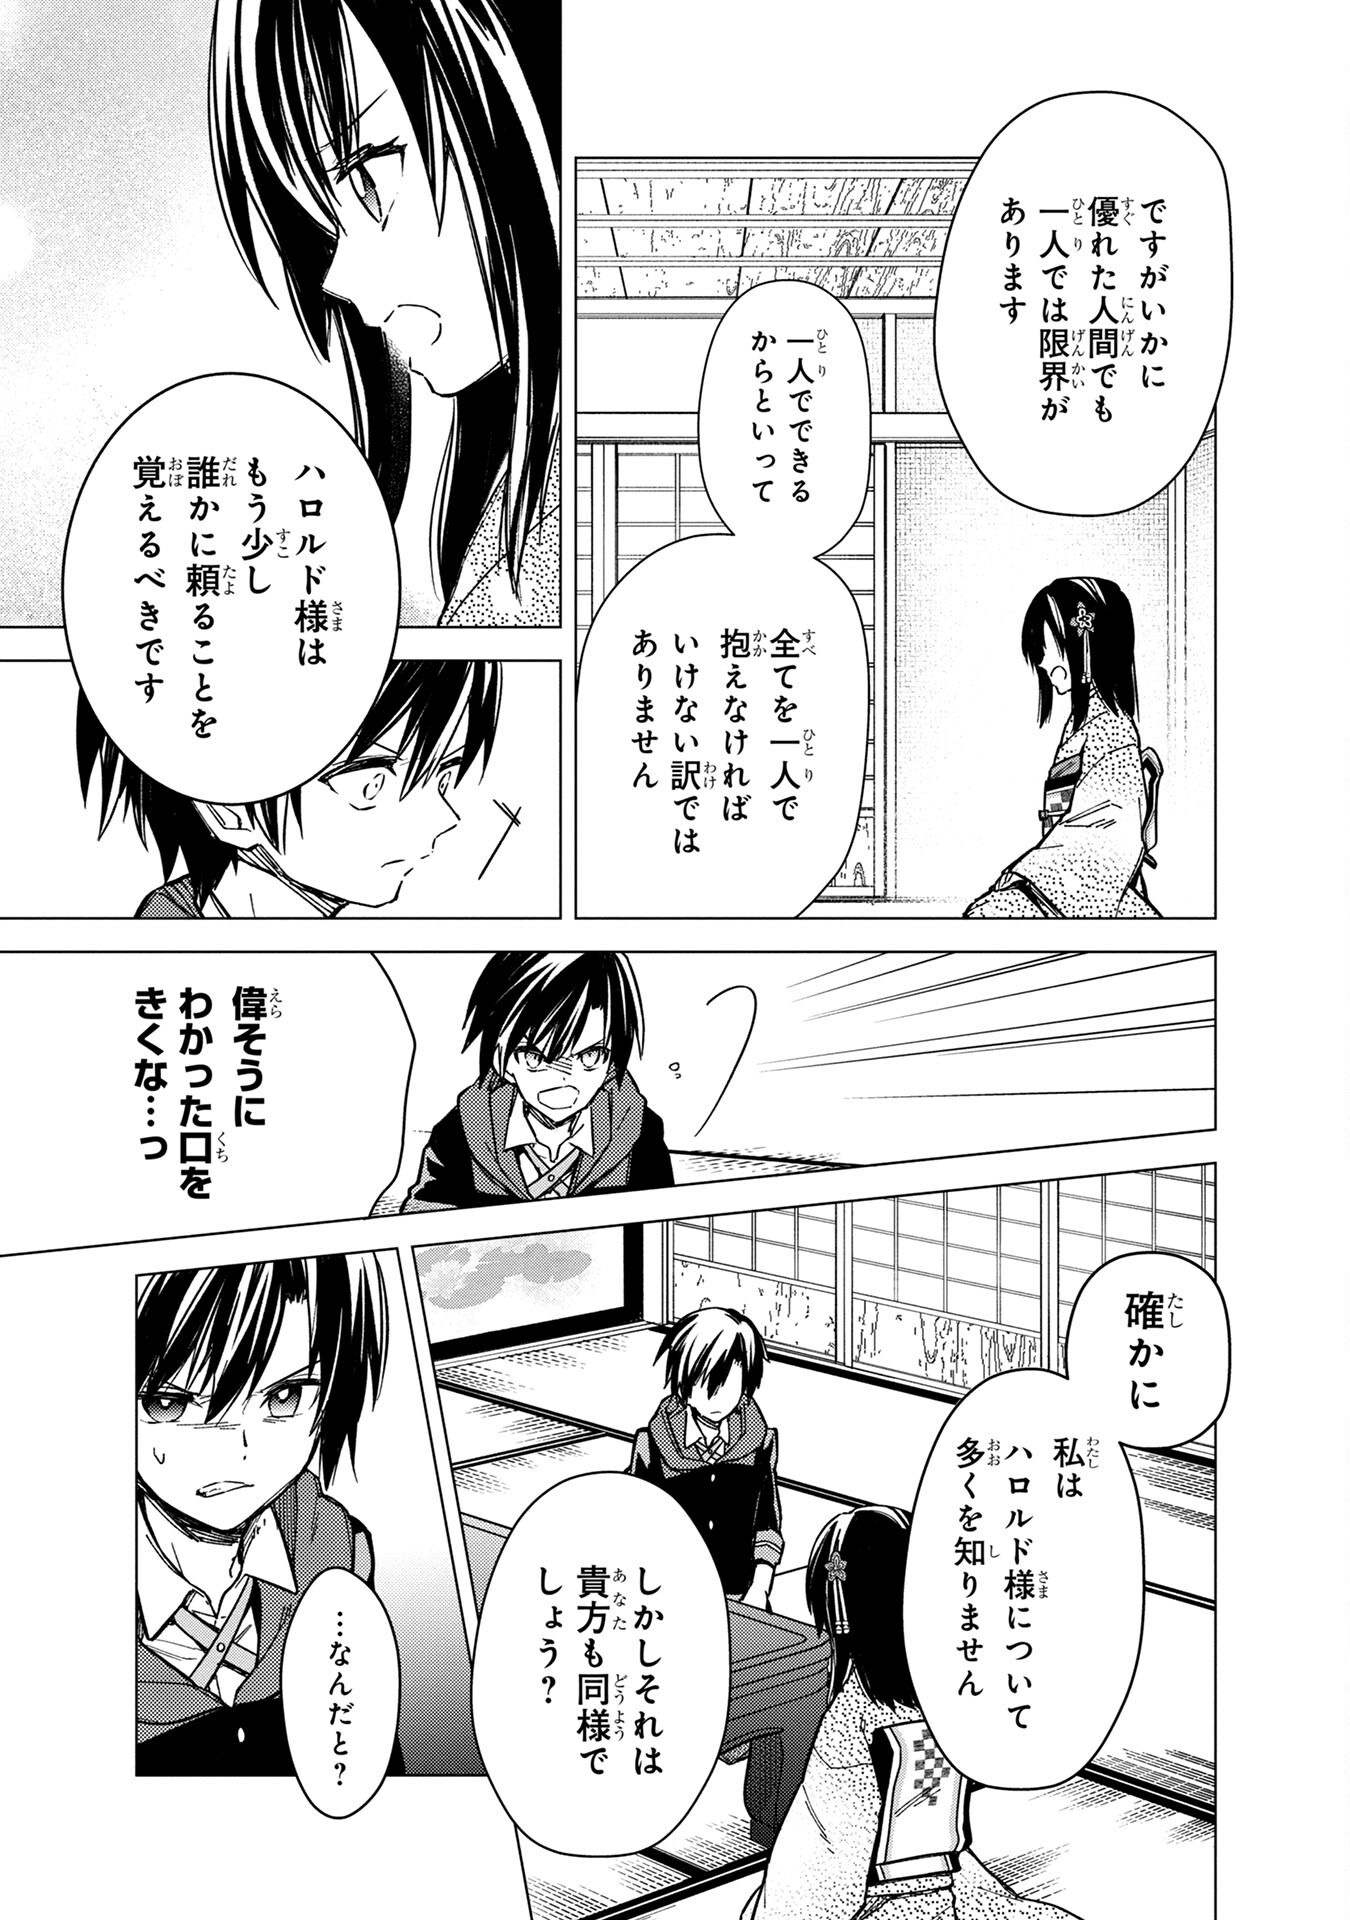 ですがいかに
優れた人間でも
一人では限界が
あります
一人でできる
からといって
全てを一人で
抱えなければ
いけない訳では
ありません
ハロルド様は
もう少し
誰かに頼ることを
覚えるべきです
偉そうに
わかった口を
きくな…っ
確かに
私は
ハロルド様について
多くを知りません
しかしそれは
貴方も同様で
しょう？
…なんだと？